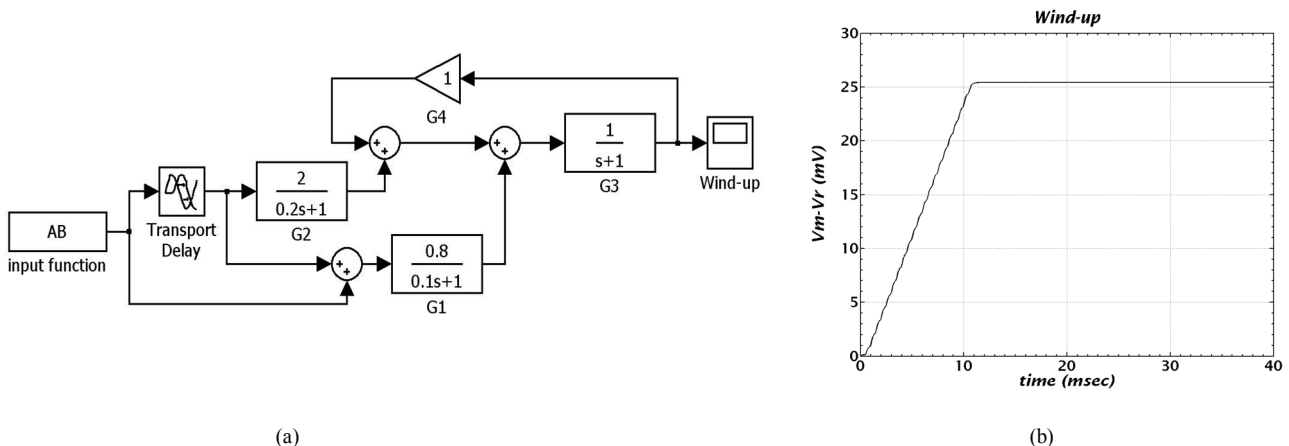 1
G4
+
+
+
+
1
s+1
G3
Wind-up
2
0.2s+1
G2
Transport
Delay
AB
input function
+
+
0.8
0.1s+1
G1
(a)
Wind-up
30
25
20
15
10
5
0
Vm-Vr (mV)
0 10 20 30 40
time (msec)
(b)